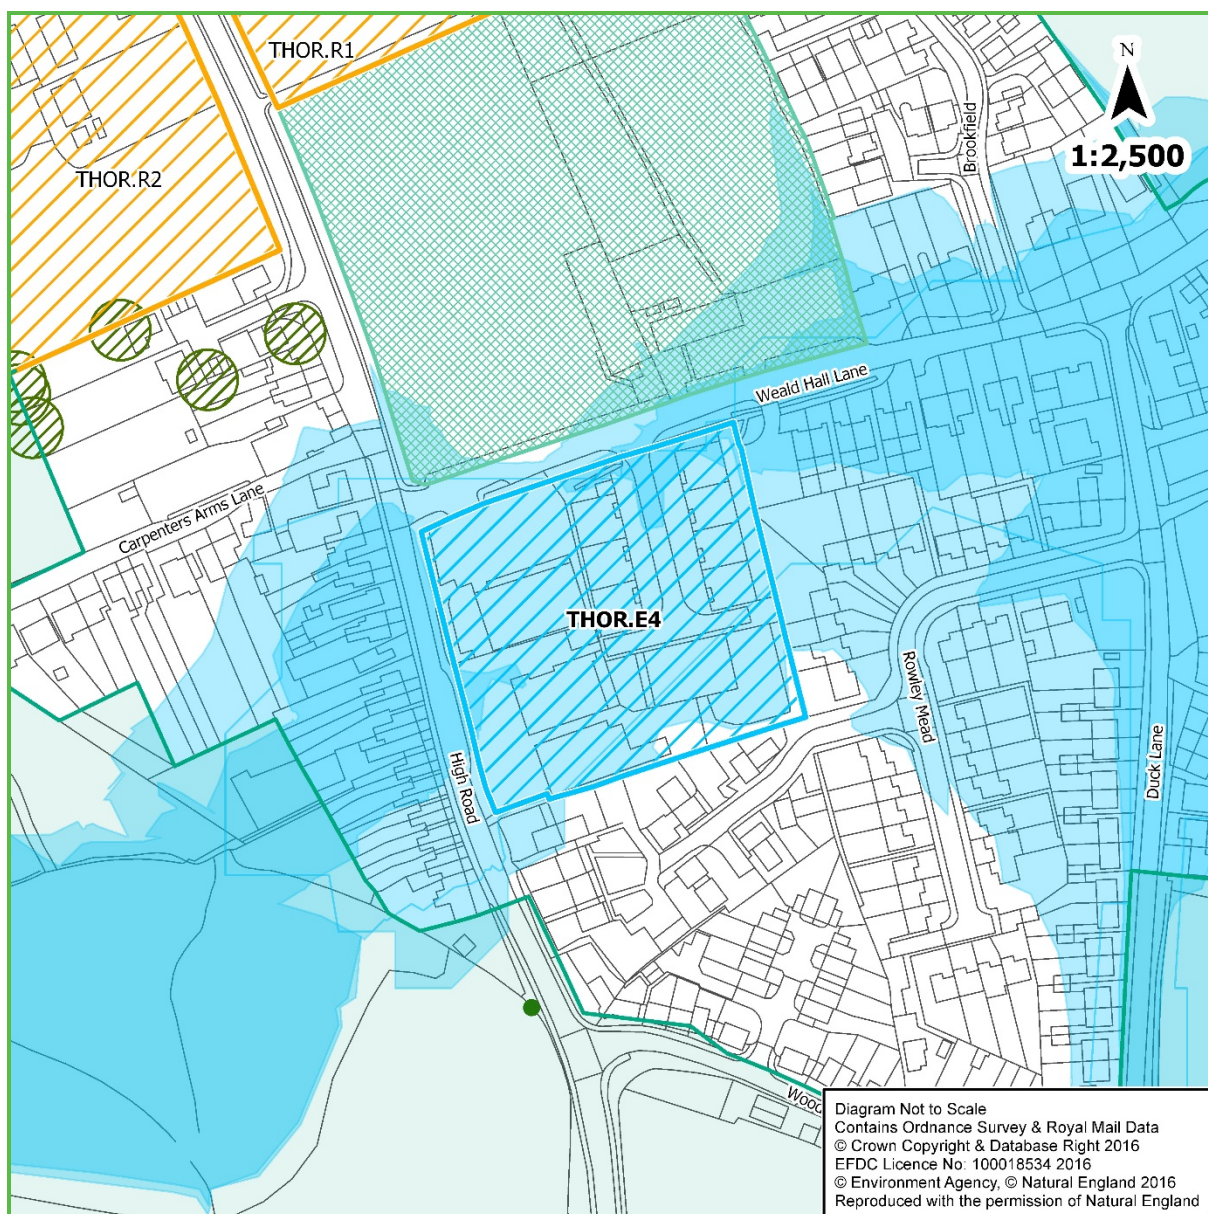 THOR.R1
N
1:2,500
Brookfield
THOR.R2
Weald Hall Lane
Carpenters Arms Lane
THOR.E4
Rowley Mead
High Road
Duck Lane
Wood
Diagram Not to Scale
Contains Ordnance Survey & Royal Mail Data
© Crown Copyright & Database Right 2016
EFDC Licence No: 100018534 2016
© Environment Agency, © Natural England 2016
Reproduced with the permission of Natural England